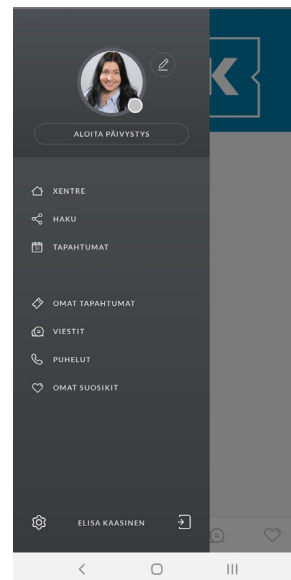 K
ALOITA PÄIVYSTYS
XENTRE
HAKU
TAPAHTUMAT
OMAT TAPAHTUMAT
VIESTIT
PUHELUT
OMAT SUOSIKIT
ELISA KAASINEN